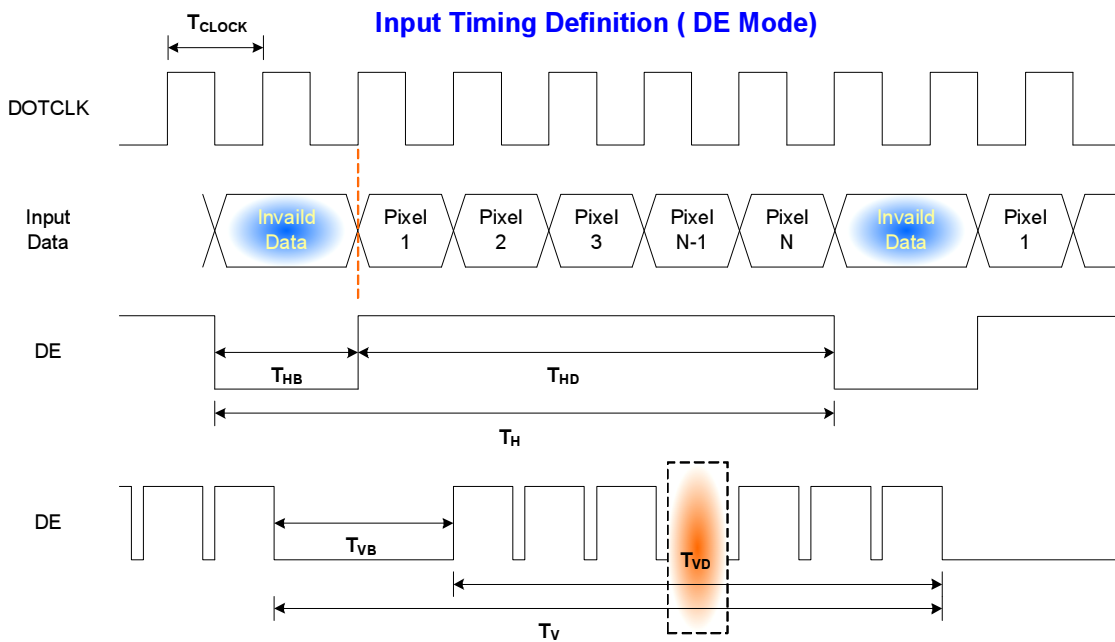 Input Timing Definition ( DE Mode)
TCLOCK
DOTCLK
Input
Data
Invaild
Data
Pixel
1
Pixel
2
Pixel
3
Pixel
N-1
Pixel
N
Invaild
Data
Pixel
1
DE
THB
THD
TH
DE
TVB
TVD
TV